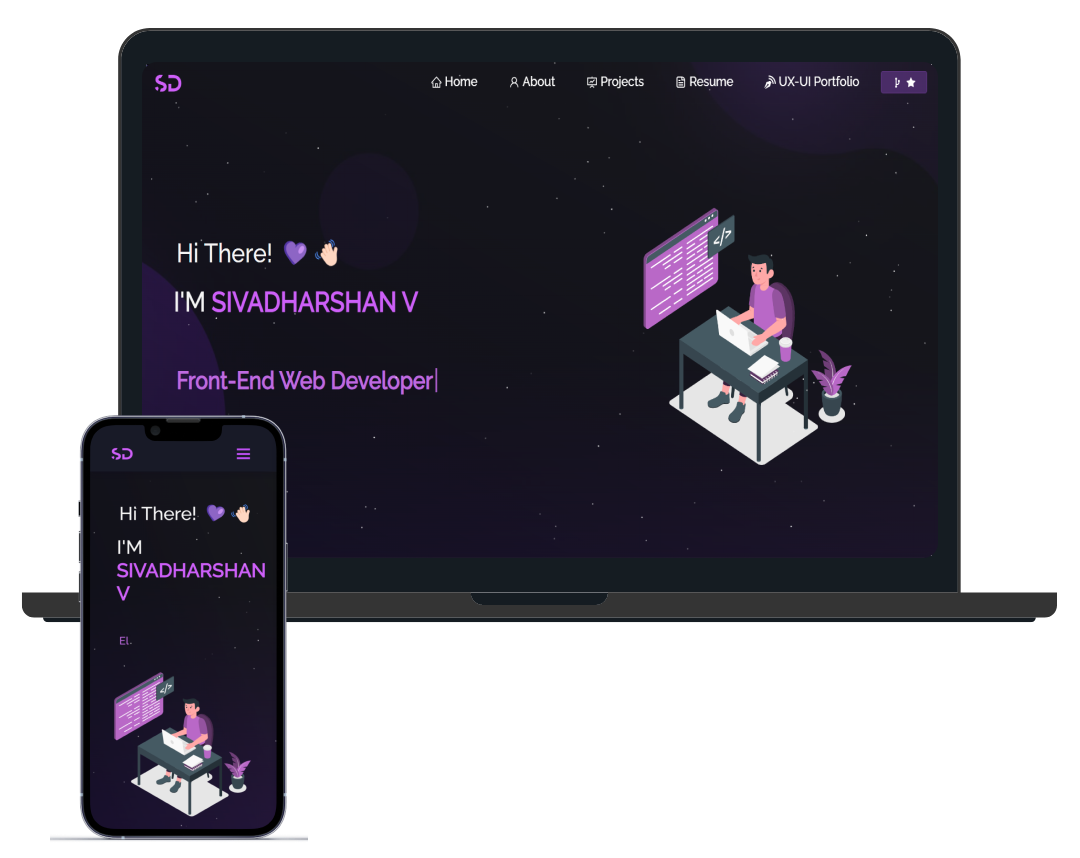 SD
Home About Projects Resume UX-UI Portfolio
</>
Hi There! 💜 👋🏻
I'M SIVADHARSHAN V
Front-End Web Developer|
SD
Hi There! 💜 👋🏻
I'M
SIVADHARSHAN
V
El
</>